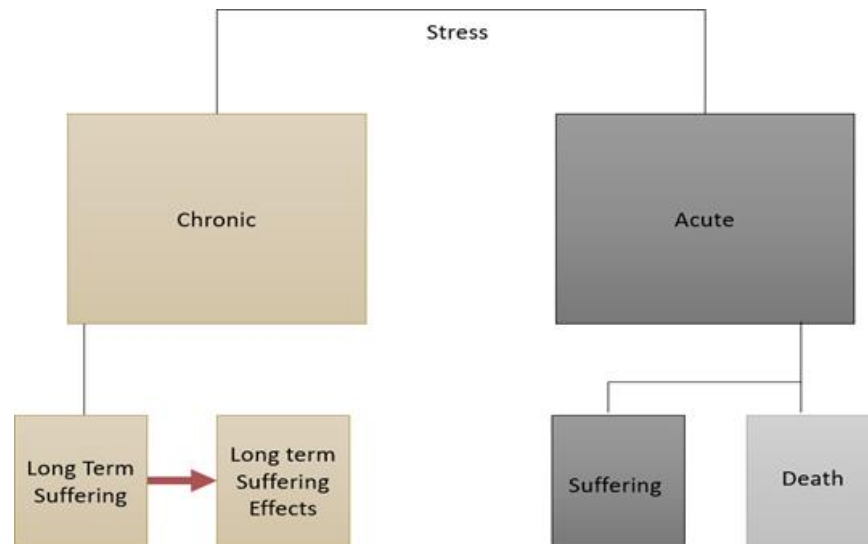 Stress
Chronic
Acute
Long Term
Suffering
Long term
Suffering
Effects
Suffering
Death